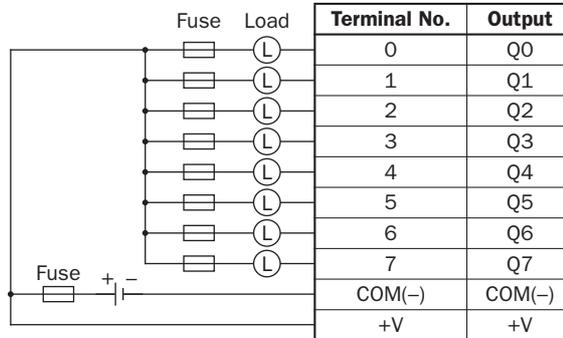 Fuse Load Terminal No. Output
L 0 Q0
L 1 Q1
L 2 Q2
L 3 Q3
L 4 Q4
L 5 Q5
L 6 Q6
L 7 Q7
Fuse + − COM(−) COM(−)
+V +V